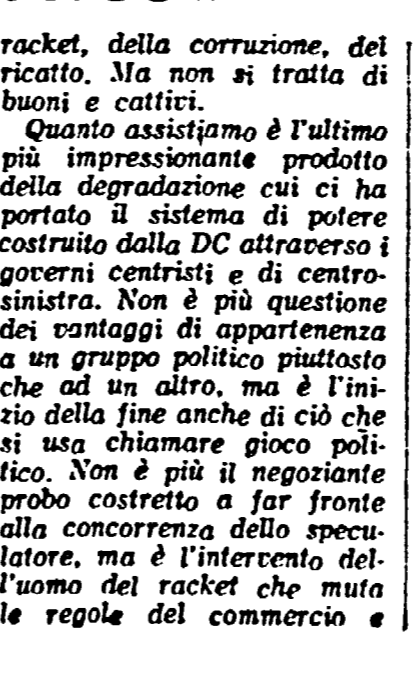 racket, della corruzione, del
ricatto. Ma non si tratta di
buoni e cattivi.
Quanto assistiamo è l'ultimo
più impressionante prodotto
della degradazione cui ci ha
portato il sistema di potere
costruito dalla DC attraverso i
governi centristi e di centro-
sinistra. Non è più questione
dei vantaggi di appartenenza
a un gruppo politico piuttosto
che ad un altro, ma è l'ini-
zio della fine anche di ciò che
si usa chiamare gioco poli-
tico. Non è più il negoziante
probo costretto a far fronte
alla concorrenza dello specu-
latore, ma è l'intervento del-
l'uomo del racket che muta
le regole del commercio e